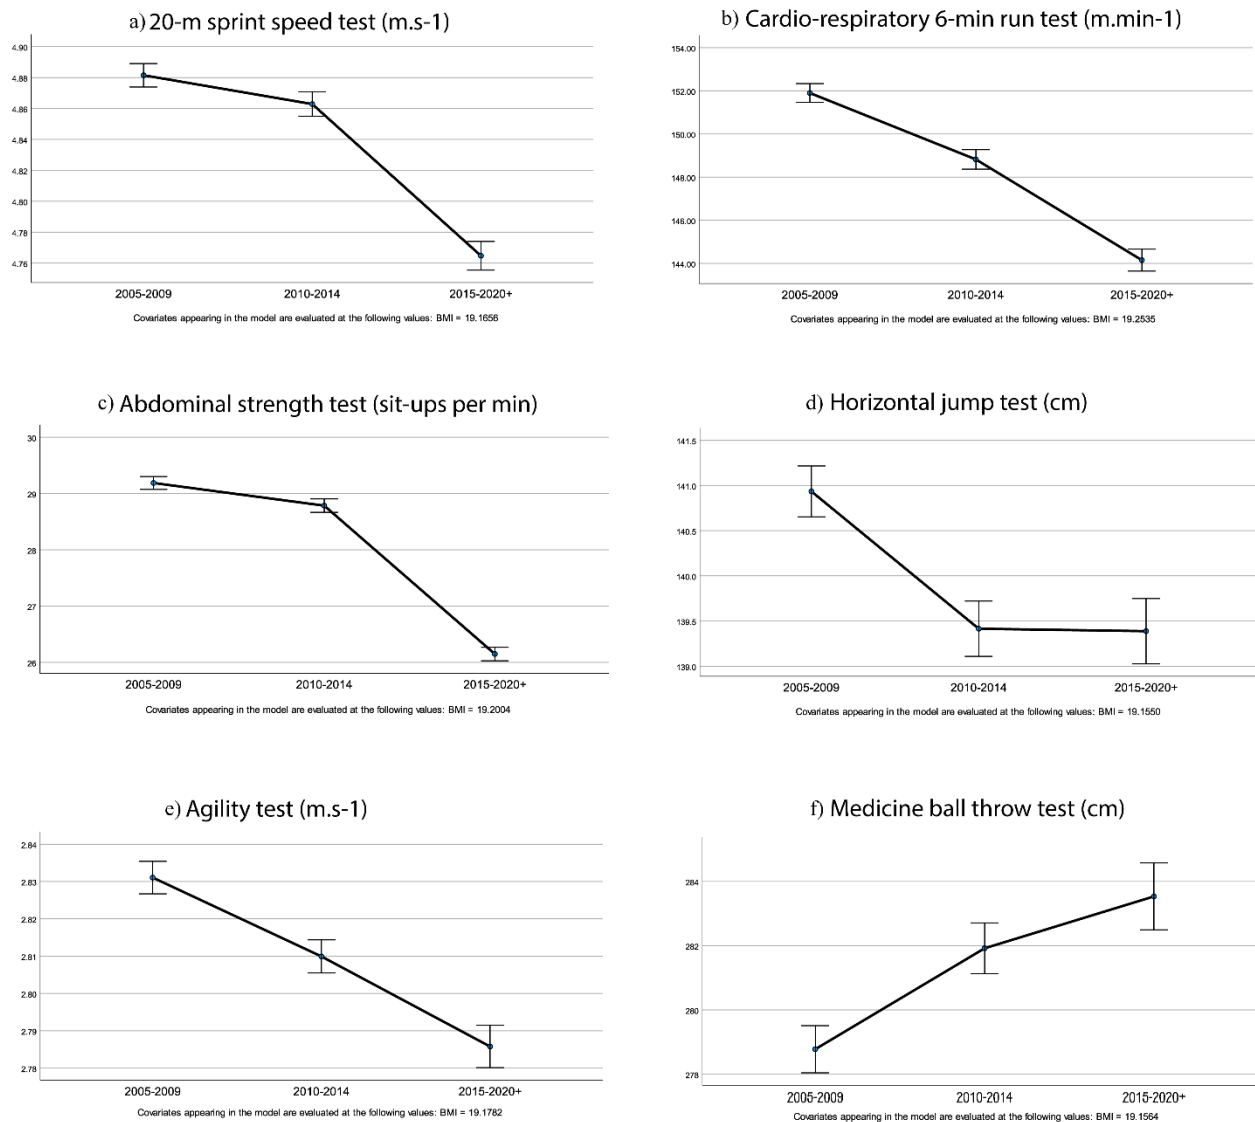 a) 20-m sprint speed test (m.s-1)
4.90
4.88
4.86
4.84
4.82
4.80
4.78
4.76
2005-2009 2010-2014 2015-2020+
Covariates appearing in the model are evaluated at the following values: BMI = 19.1656
b) Cardio-respiratory 6-min run test (m.min-1)
154.00
152.00
150.00
148.00
146.00
144.00
2005-2009 2010-2014 2015-2020+
Covariates appearing in the model are evaluated at the following values: BMI = 19.2535
c) Abdominal strength test (sit-ups per min)
30
29
28
27
26
2005-2009 2010-2014 2015-2020+
Covariates appearing in the model are evaluated at the following values: BMI = 19.2004
d) Horizontal jump test (cm)
141.5
141.0
140.5
140.0
139.5
139.0
2005-2009 2010-2014 2015-2020+
Covariates appearing in the model are evaluated at the following values: BMI = 19.1550
e) Agility test (m.s-1)
2.84
2.83
2.82
2.81
2.80
2.79
2.78
2005-2009 2010-2014 2015-2020+
Covariates appearing in the model are evaluated at the following values: BMI = 19.1782
f) Medicine ball throw test (cm)
284
282
280
278
2005-2009 2010-2014 2015-2020+
Covariates appearing in the model are evaluated at the following values: BMI = 19.1564